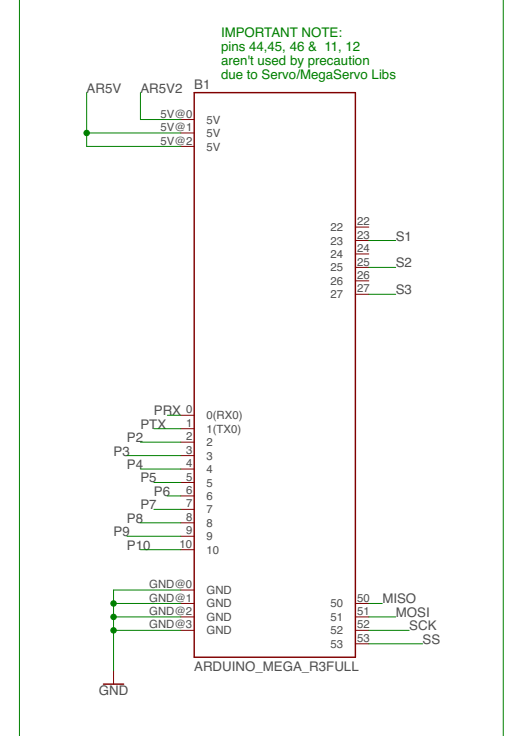 IMPORTANT NOTE:
pins 44,45, 46 & 11, 12
aren't used by precaution
due to Servo/MegaServo Libs
AR5V AR5V2 B1
5V@0 5V
5V@1 5V
5V@2 5V
22 22
23 23 S1
24 24
25 25 S2
26 26
27 27 S3
PRX 0 0(RX0)
PTX 1 1(TX0)
P2 2 2
P3 3 3
P4 4 4
P5 5 5
P6 6 6
P7 7 7
P8 8 8
P9 9 9
P10 10 10
GND@0 GND
GND@1 GND 50 50 MISO
GND@2 GND 51 51 MOSI
GND@3 GND 52 52 SCK
53 53 SS
ARDUINO_MEGA_R3FULL
GND